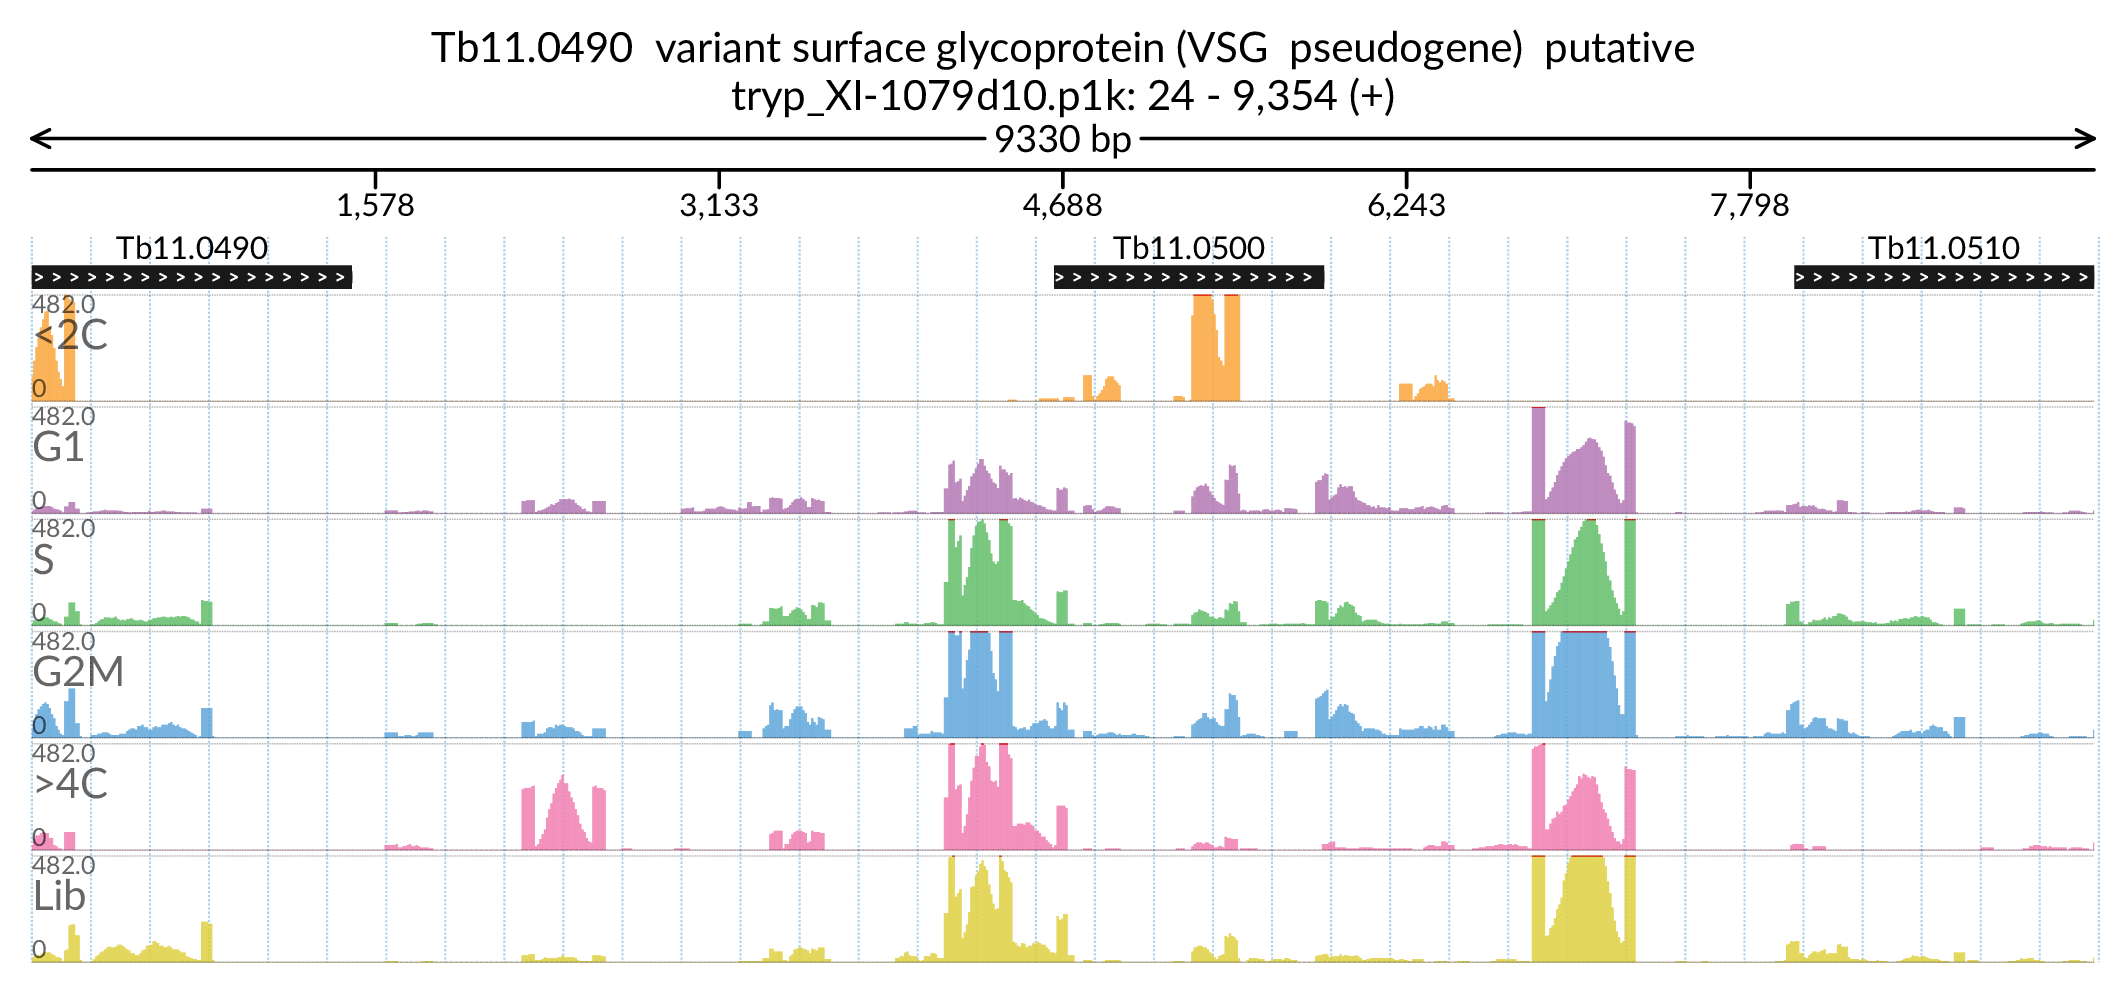 Tb11.0490 variant surface glycoprotein (VSG pseudogene) putative
tryp_XI-1079d10.p1k: 24 - 9,354 (+)
9330 bp
1,578 3,133 4,688 6,243 7,798
Tb11.0490 Tb11.0500 Tb11.0510
> > > > > > > > > > > > > > > > > > > > > > > > > > > > > > > > > > > > > > > > > > > > > > > > > >
482.0
<2C
0
482.0
G1
0
482.0
S
0
482.0
G2M
0
482.0
>4C
0
482.0
Lib
0